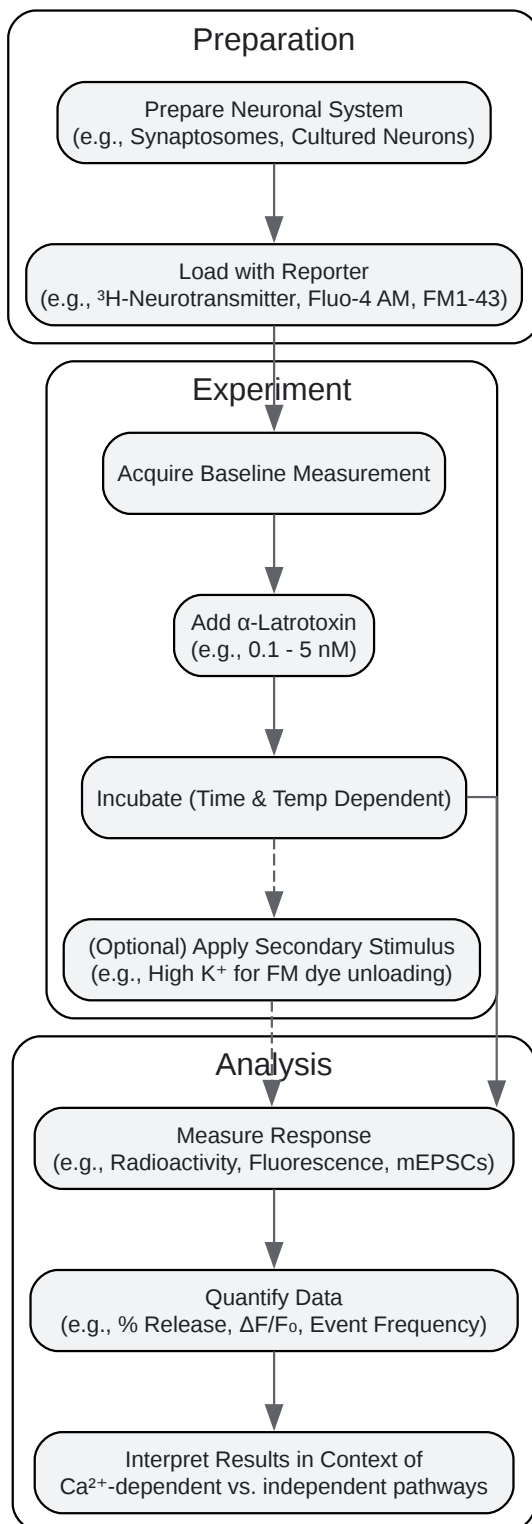 Preparation
Prepare Neuronal System
(e.g., Synaptosomes, Cultured Neurons)
Load with Reporter
(e.g., ³H-Neurotransmitter, Fluo-4 AM, FM1-43)
Experiment
Acquire Baseline Measurement
Add α-Latrotoxin
(e.g., 0.1 - 5 nM)
Incubate (Time & Temp Dependent)
(Optional) Apply Secondary Stimulus
(e.g., High K⁺ for FM dye unloading)
Analysis
Measure Response
(e.g., Radioactivity, Fluorescence, mEPSCs)
Quantify Data
(e.g., % Release, ΔF/F₀, Event Frequency)
Interpret Results in Context of
Ca²⁺-dependent vs. independent pathways